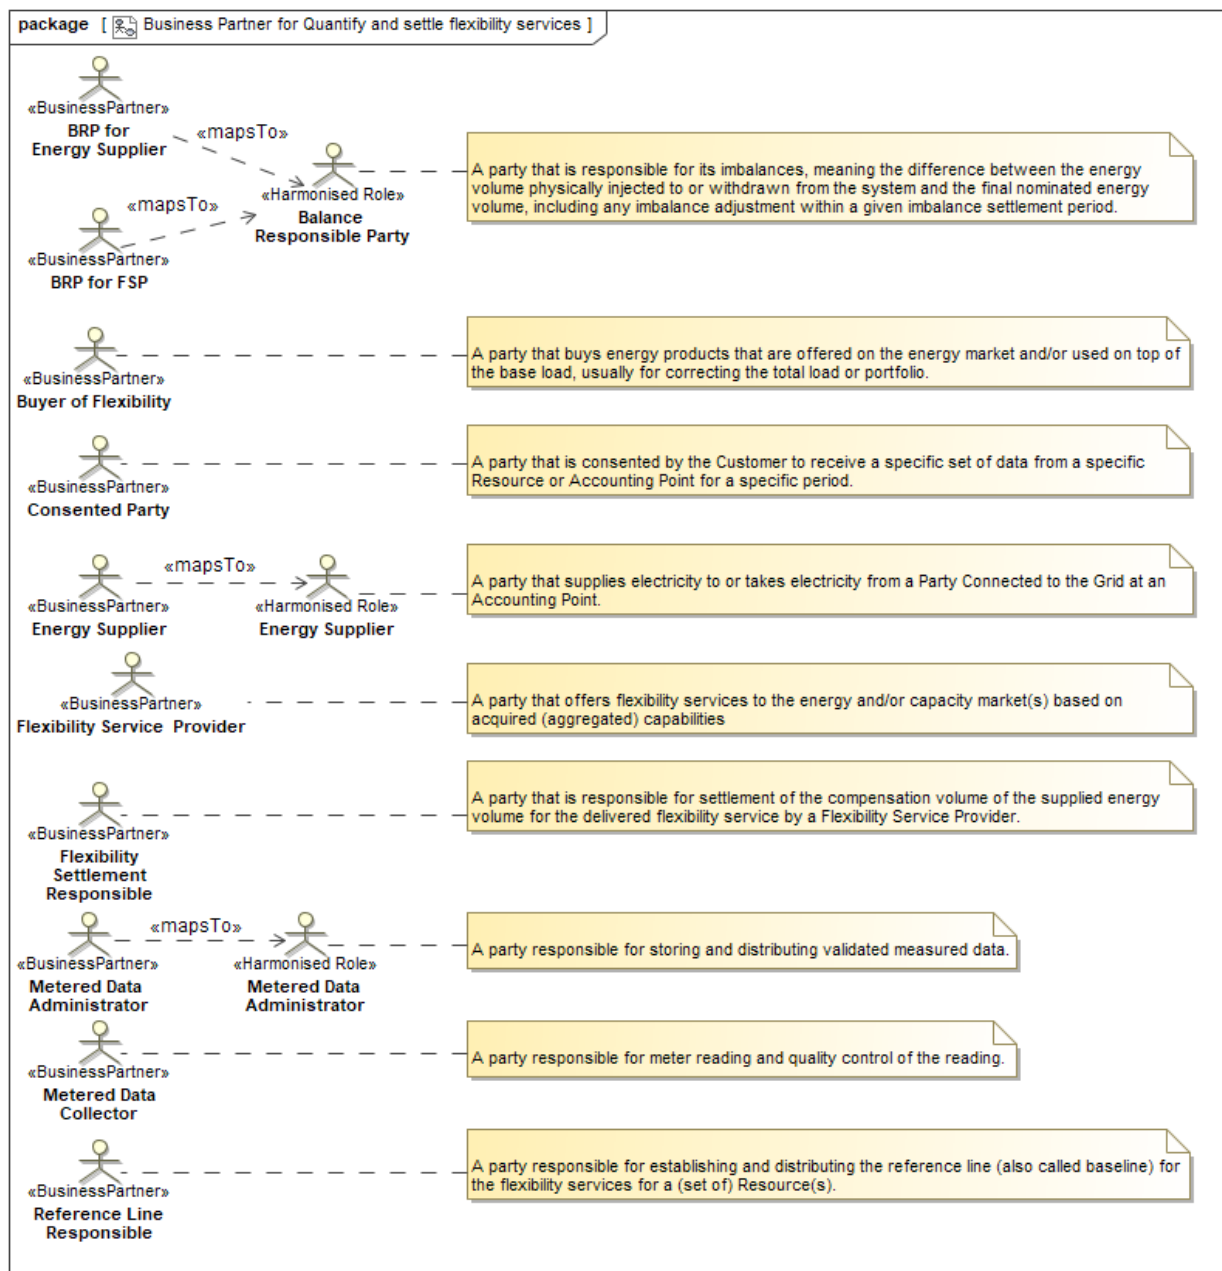 package [ Business Partner for Quantify and settle flexibility services ]
«BusinessPartner»
BRP for
Energy Supplier
«mapsTo»
«mapsTo»
«BusinessPartner»
BRP for FSP
«Harmonised Role»
Balance
Responsible Party
A party that is responsible for its imbalances, meaning the difference between the energy
volume physically injected to or withdrawn from the system and the final nominated energy
volume, including any imbalance adjustment within a given imbalance settlement period.
«BusinessPartner»
Buyer of Flexibility
A party that buys energy products that are offered on the energy market and/or used on top of
the base load, usually for correcting the total load or portfolio.
«BusinessPartner»
Consented Party
A party that is consented by the Customer to receive a specific set of data from a specific
Resource or Accounting Point for a specific period.
«BusinessPartner»
Energy Supplier
«mapsTo»
«Harmonised Role»
Energy Supplier
A party that supplies electricity to or takes electricity from a Party Connected to the Grid at an
Accounting Point.
«BusinessPartner»
Flexibility Service Provider
A party that offers flexibility services to the energy and/or capacity market(s) based on
acquired (aggregated) capabilities
«BusinessPartner»
Flexibility
Settlement
Responsible
A party that is responsible for settlement of the compensation volume of the supplied energy
volume for the delivered flexibility service by a Flexibility Service Provider.
«BusinessPartner»
Metered Data
Administrator
«mapsTo»
«Harmonised Role»
Metered Data
Administrator
A party responsible for storing and distributing validated measured data.
«BusinessPartner»
Metered Data
Collector
A party responsible for meter reading and quality control of the reading.
«BusinessPartner»
Reference Line
Responsible
A party responsible for establishing and distributing the reference line (also called baseline) for
the flexibility services for a (set of) Resource(s).